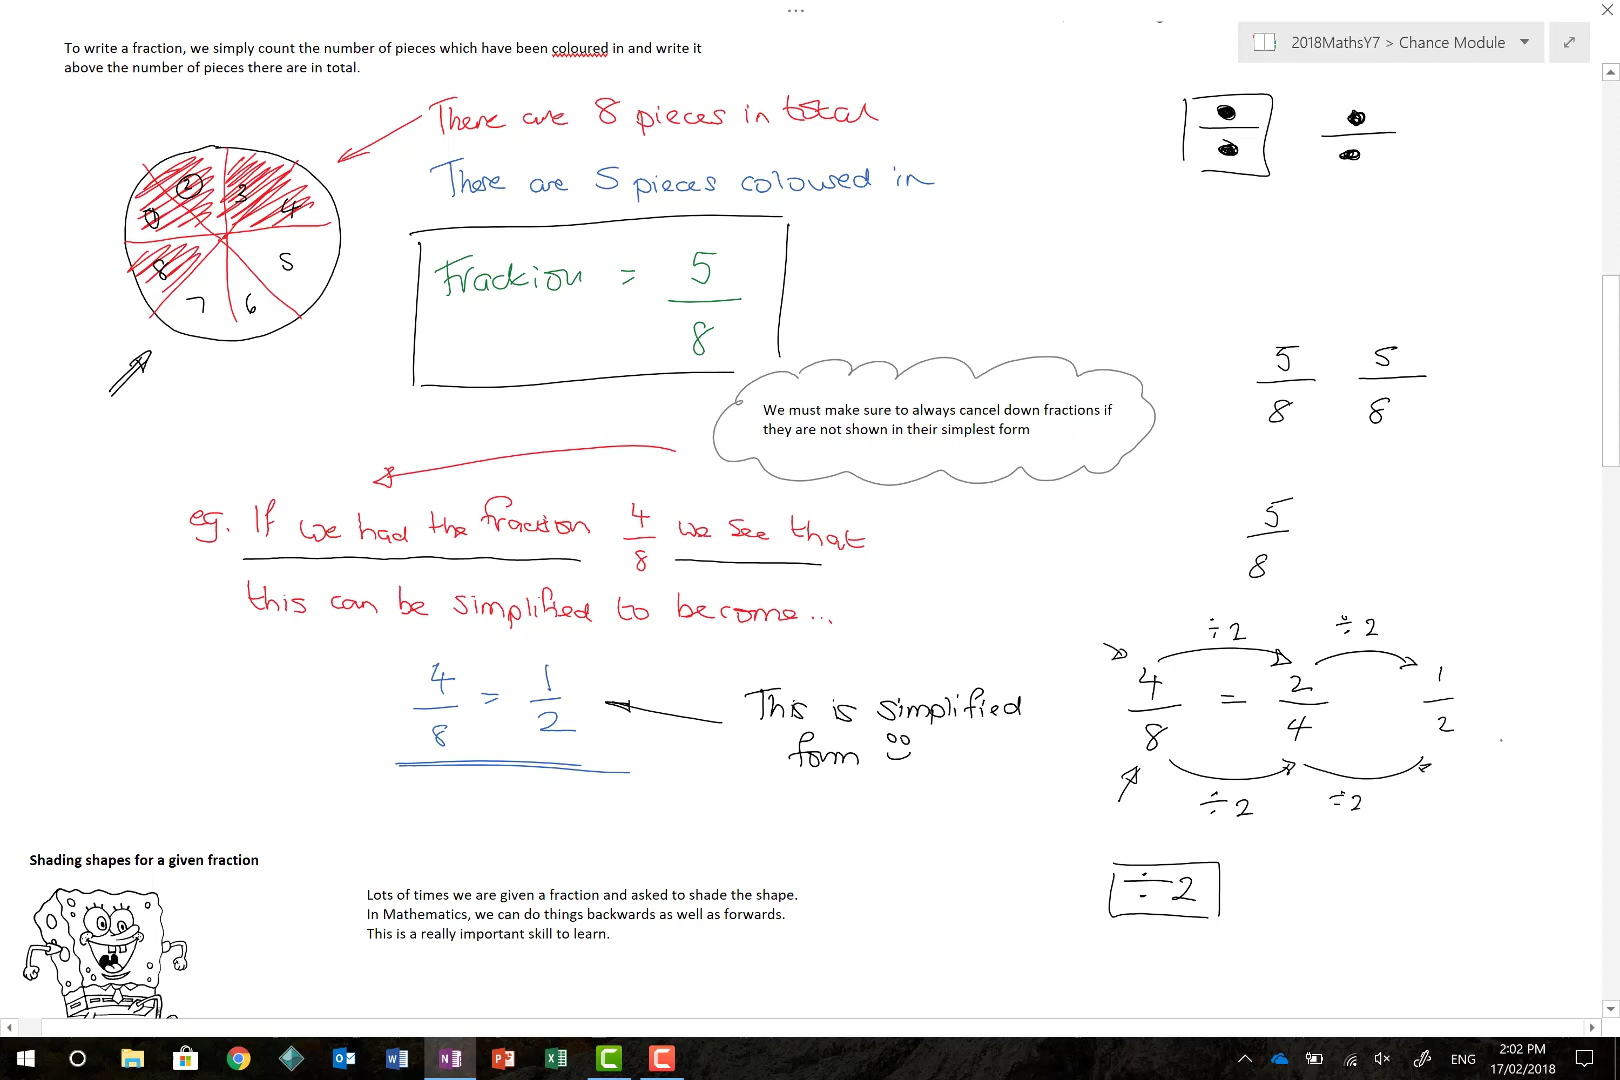 2018MathsY7 > Chance Module
To write a fraction, we simply count the number of pieces which have been coloured in and write it
above the number of pieces there are in total.
There are 8 pieces in total
There are 5 pieces coloured in
2
3
4
5
6
7
8
Fraction = 5/8
We must make sure to always cancel down fractions if
they are not shown in their simplest form
5/8 5/8
5/8
eg. If we had the fraction 4/8 we see that
this can be simplified to become...
4/8 = 1/2
This is simplified
form
÷2 ÷2
4/8 = 2/4 1/2
÷2 ÷2
÷2
Shading shapes for a given fraction
Lots of times we are given a fraction and asked to shade the shape.
In Mathematics, we can do things backwards as well as forwards.
This is a really important skill to learn.
ENG
2:02 PM
17/02/2018